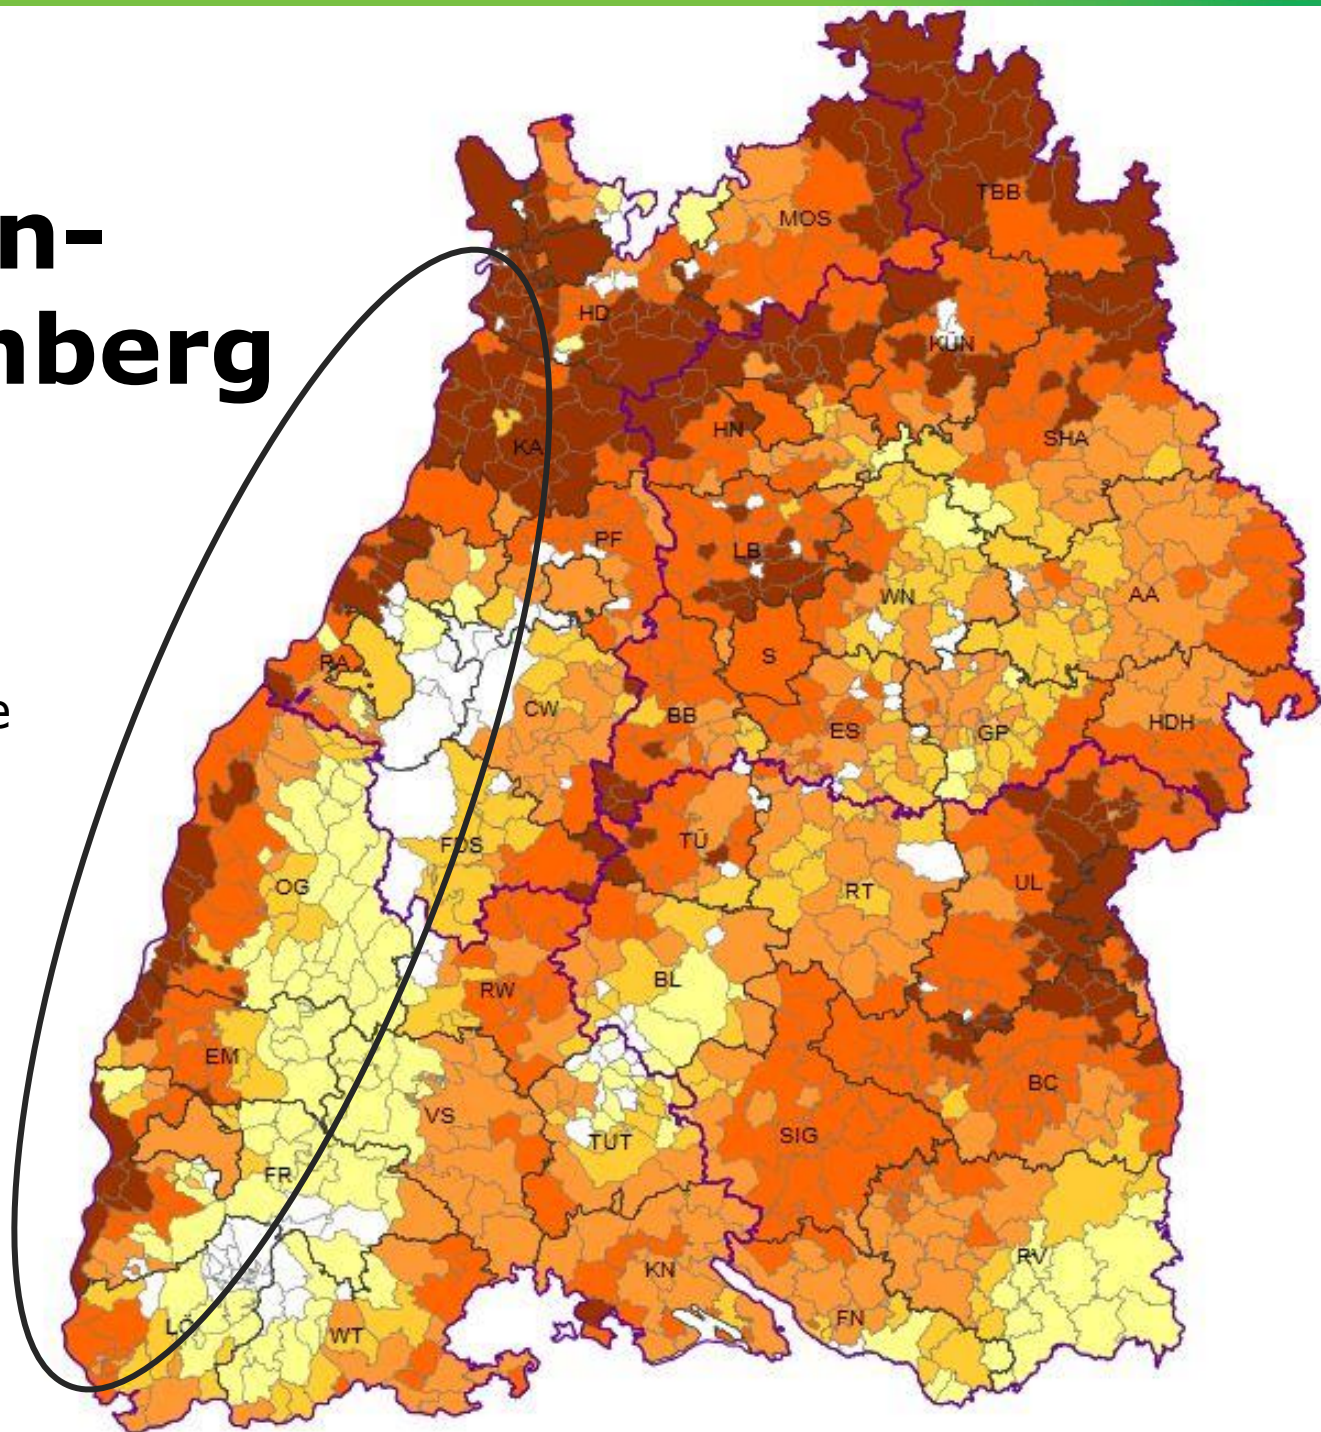 n-
nberg
e
TBB
MOS
HD
KÜN
HN
SHA
KA
PF
LB
WN
AA
RA
S
CW
BB
ES
GP
HDH
FDS
TÜ
OG
RT
UL
BL
RW
EM
BC
VS
SIG
TUT
FR
RV
KN
FN
LÖ
WT